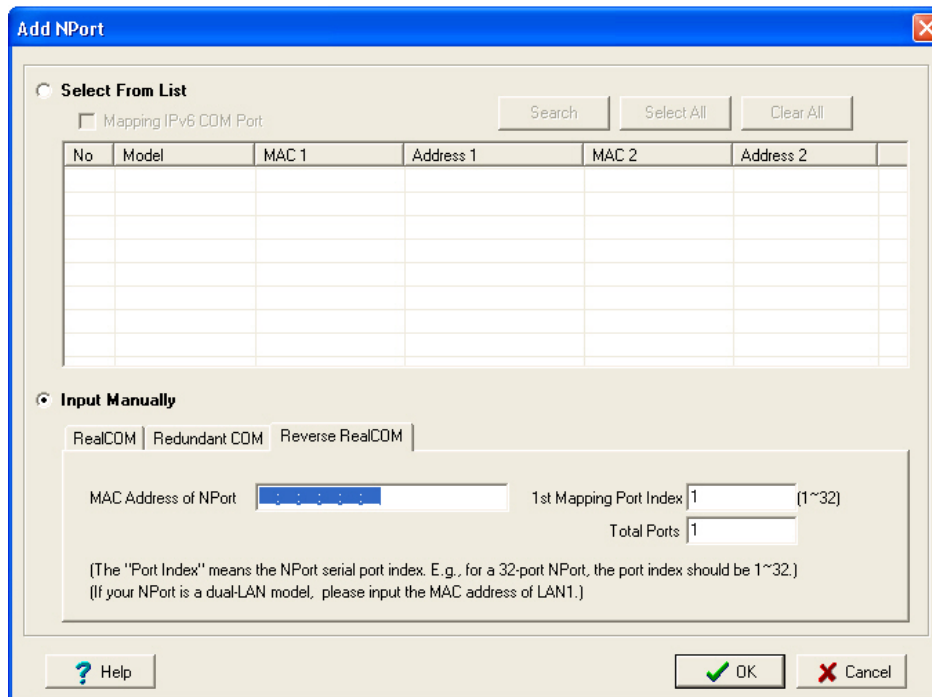 Add NPort
Select From List
Mapping IPv6 COM Port
Search
Select All
Clear All
No Model MAC 1 Address 1 MAC 2 Address 2
Input Manually
RealCOM Redundant COM Reverse RealCOM
MAC Address of NPort : : : : : 1st Mapping Port Index 1 (1~32)
Total Ports 1
(The "Port Index" means the NPort serial port index. E.g., for a 32-port NPort, the port index should be 1~32.)
(If your NPort is a dual-LAN model, please input the MAC address of LAN1.)
? Help
OK
Cancel